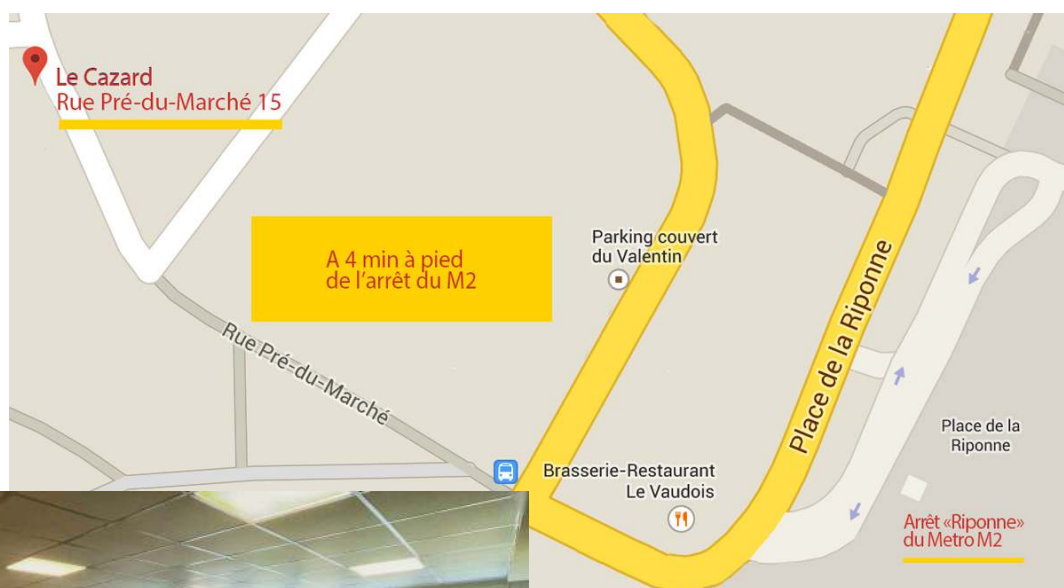 Le Cazard
Rue Pré-du-Marché 15
A 4 min à pied
de l'arrêt du M2
Parking couvert
du Valentin
Rue Pré-du-Marché
Place de la Riponne
Place de la
Riponne
Brasserie-Restaurant
Le Vaudois
Arrêt «Riponne»
du Metro M2